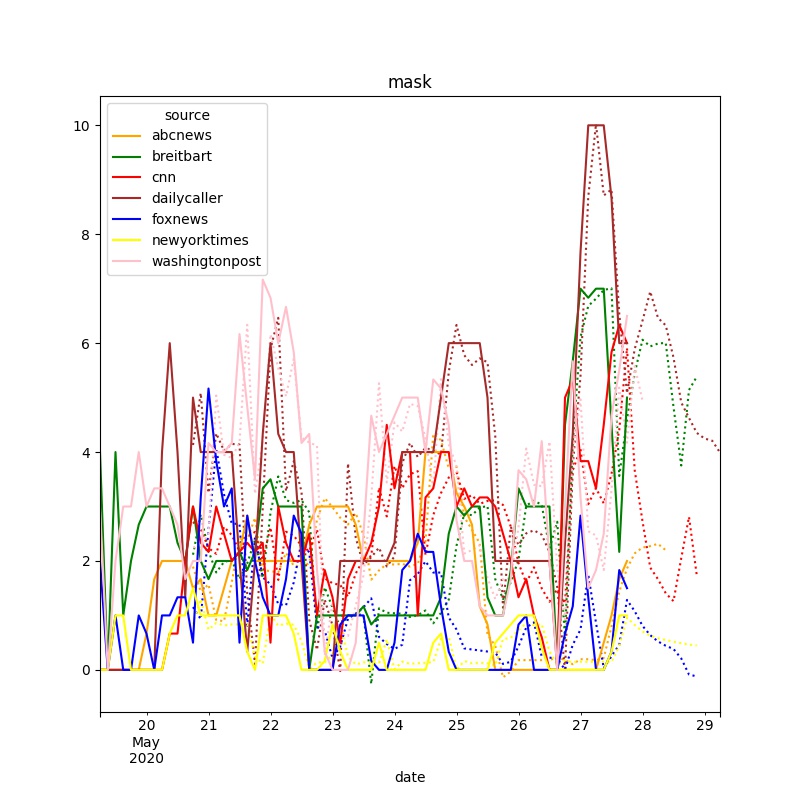 mask
source
abcnews
breitbart
cnn
dailycaller
foxnews
newyorktimes
washingtonpost
10
8
6
4
2
0
20 21 22 23 24 25 26 27 28 29
May
2020
date